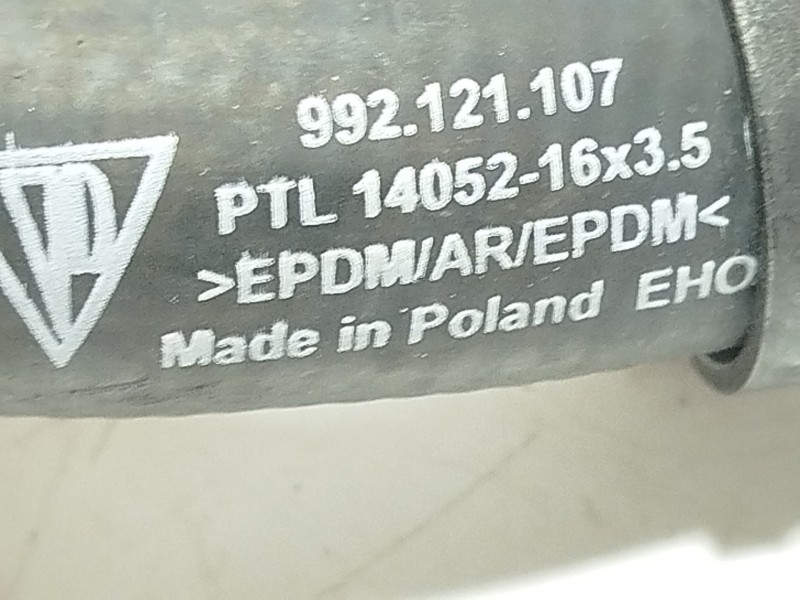 992.121.107
PTL 14052-16x3.5
>EPDM/AR/EPDM<
Made in Poland EHO